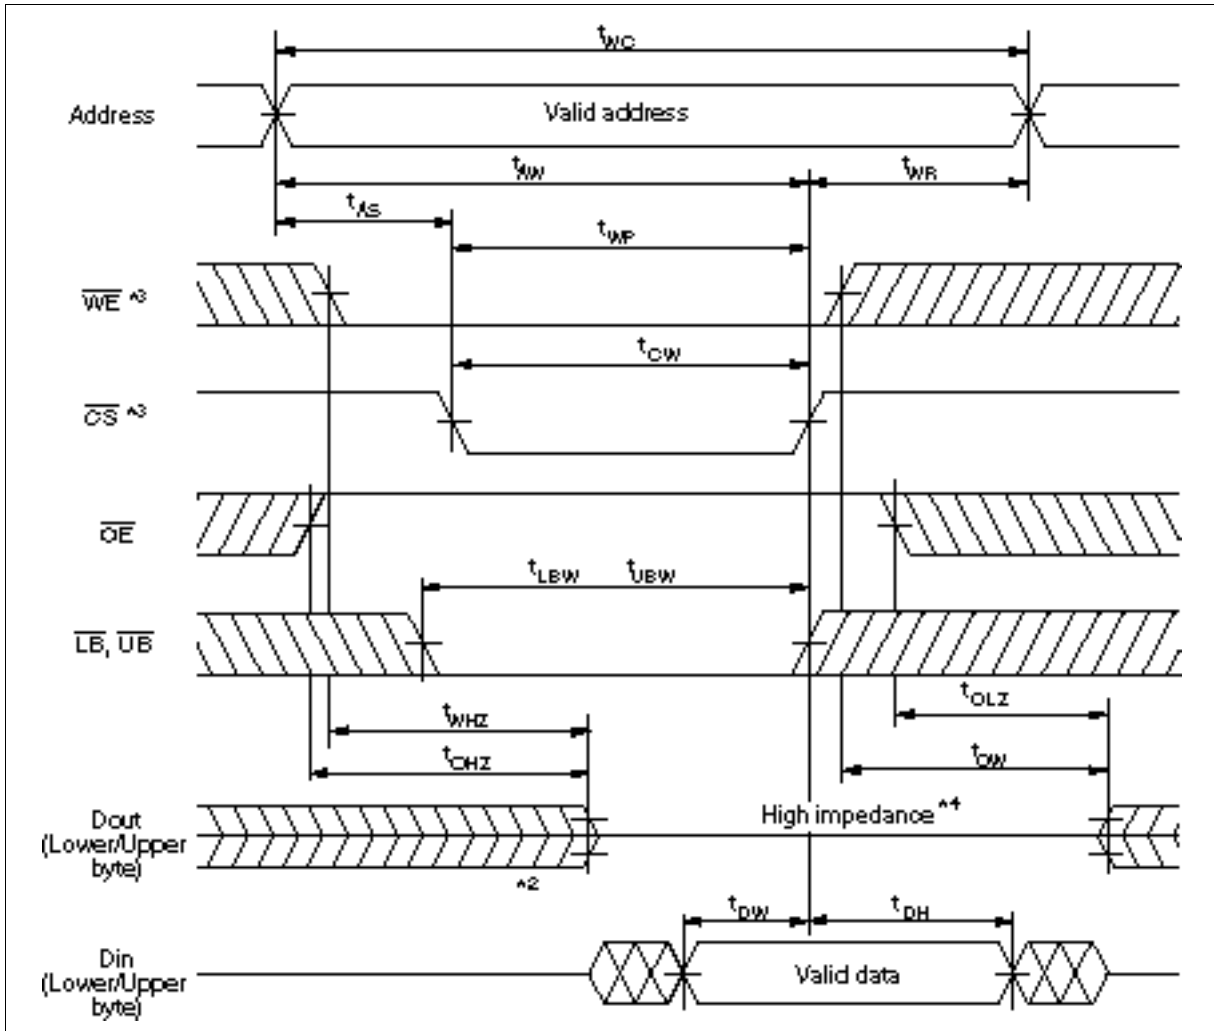 tWC
Address
Valid address
tAW
tWR
tAS
tWP
WE *3
tCW
CS *3
OE
tLBW tUBW
LB, UB
tOLZ
tWHZ
tOW
tOHZ
Dout
(Lower/Upper
byte)
High impedance*4
*2
tDW
tDH
Din
(Lower/Upper
byte)
Valid data